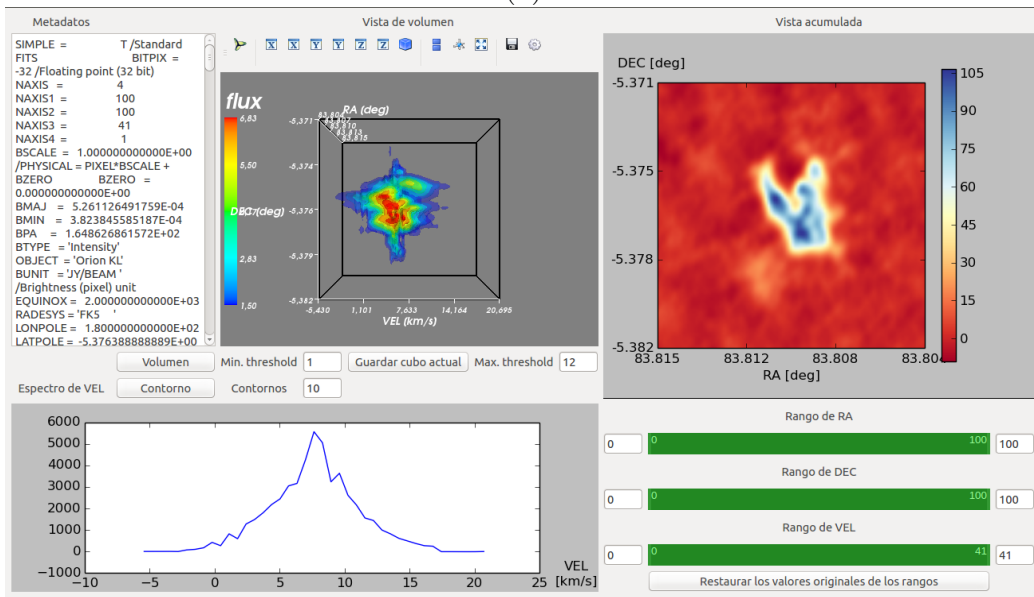 Metadatos
Vista de volumen
Vista acumulada
SIMPLE = T /Standard
FITS BITPIX =
-32 /Floating point (32 bit)
NAXIS = 4
NAXIS1 = 100
NAXIS2 = 100
NAXIS3 = 41
NAXIS4 = 1
BSCALE = 1.000000000000E+00
/PHYSICAL = PIXEL*BSCALE +
BZERO BZERO =
0.000000000000E+00
BMAJ = 5.261126491759E-04
BMIN = 3.823845585187E-04
BPA = 1.648626861572E+02
BTYPE = 'Intensity'
OBJECT = 'Orion KL'
BUNIT = 'JY/BEAM '
/Brightness (pixel) unit
EQUINOX = 2.000000000000E+03
RADESYS = 'FK5 '
LONPOLE = 1.800000000000E+02
LATPOLE = -5.376388888889E+00
X X Y Y Z Z
flux
6,83
5,50
2,83
1,50
RA (deg)
83.810
83.813
83.815
DEC (deg)
-5,371
-5,374
-5,376
-5,379
-5,382
-5,430 1,101 7,633 14,164 20,695
VEL (km/s)
DEC [deg]
-5.371
-5.375
-5.378
-5.382
83.815 83.812 83.808 83.804
RA [deg]
105
90
75
60
45
30
15
0
Volumen Min. threshold 1 Guardar cubo actual Max. threshold 12
Espectro de VEL Contorno Contornos 10
6000
5000
4000
3000
2000
1000
0
−1000
−10 −5 0 5 10 15 20 25
VEL
[km/s]
Rango de RA
0 0 100 100
Rango de DEC
0 0 100 100
Rango de VEL
0 0 41 41
Restaurar los valores originales de los rangos